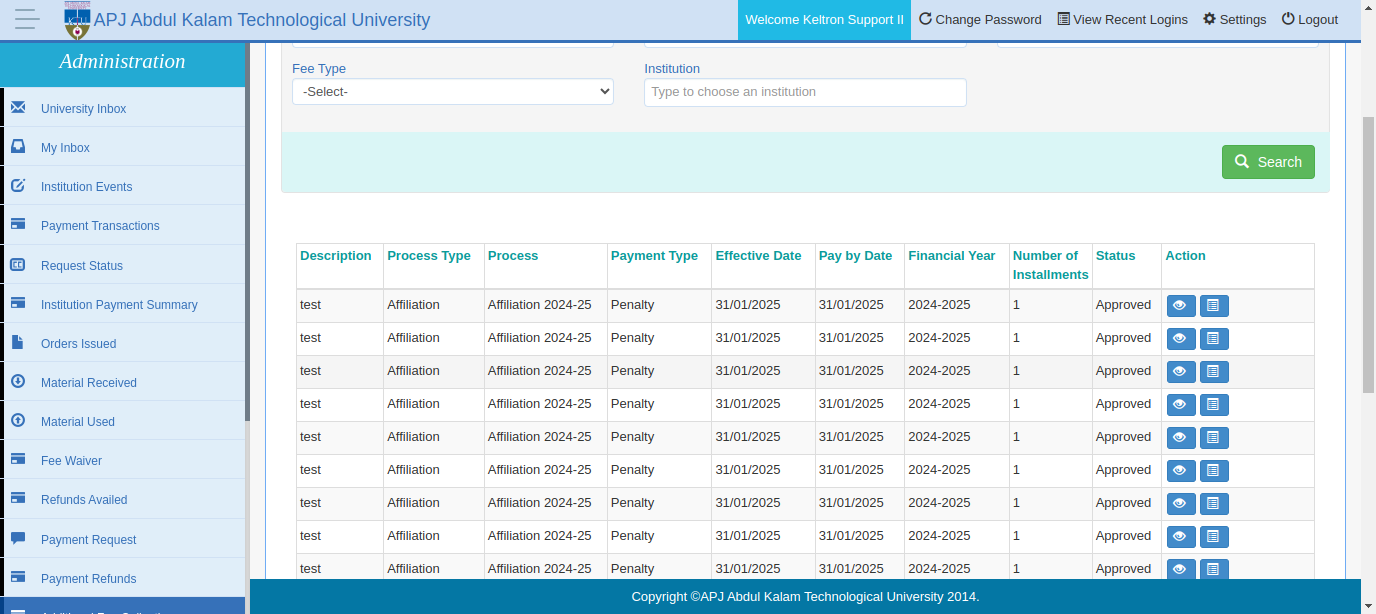 APJ Abdul Kalam Technological University
Welcome Keltron Support II Change Password View Recent Logins Settings Logout
Administration
University Inbox
My Inbox
Institution Events
Payment Transactions
Request Status
Institution Payment Summary
Orders Issued
Material Received
Material Used
Fee Waiver
Refunds Availed
Payment Request
Payment Refunds
Fee Type Institution
-Select- Type to choose an institution
Search
Description Process Type Process Payment Type Effective Date Pay by Date Financial Year Number of Installments Status Action
test Affiliation Affiliation 2024-25 Penalty 31/01/2025 31/01/2025 2024-2025 1 Approved
test Affiliation Affiliation 2024-25 Penalty 31/01/2025 31/01/2025 2024-2025 1 Approved
test Affiliation Affiliation 2024-25 Penalty 31/01/2025 31/01/2025 2024-2025 1 Approved
test Affiliation Affiliation 2024-25 Penalty 31/01/2025 31/01/2025 2024-2025 1 Approved
test Affiliation Affiliation 2024-25 Penalty 31/01/2025 31/01/2025 2024-2025 1 Approved
test Affiliation Affiliation 2024-25 Penalty 31/01/2025 31/01/2025 2024-2025 1 Approved
test Affiliation Affiliation 2024-25 Penalty 31/01/2025 31/01/2025 2024-2025 1 Approved
test Affiliation Affiliation 2024-25 Penalty 31/01/2025 31/01/2025 2024-2025 1 Approved
test Affiliation Affiliation 2024-25 Penalty 31/01/2025 31/01/2025 2024-2025 1 Approved
Copyright ©APJ Abdul Kalam Technological University 2014.